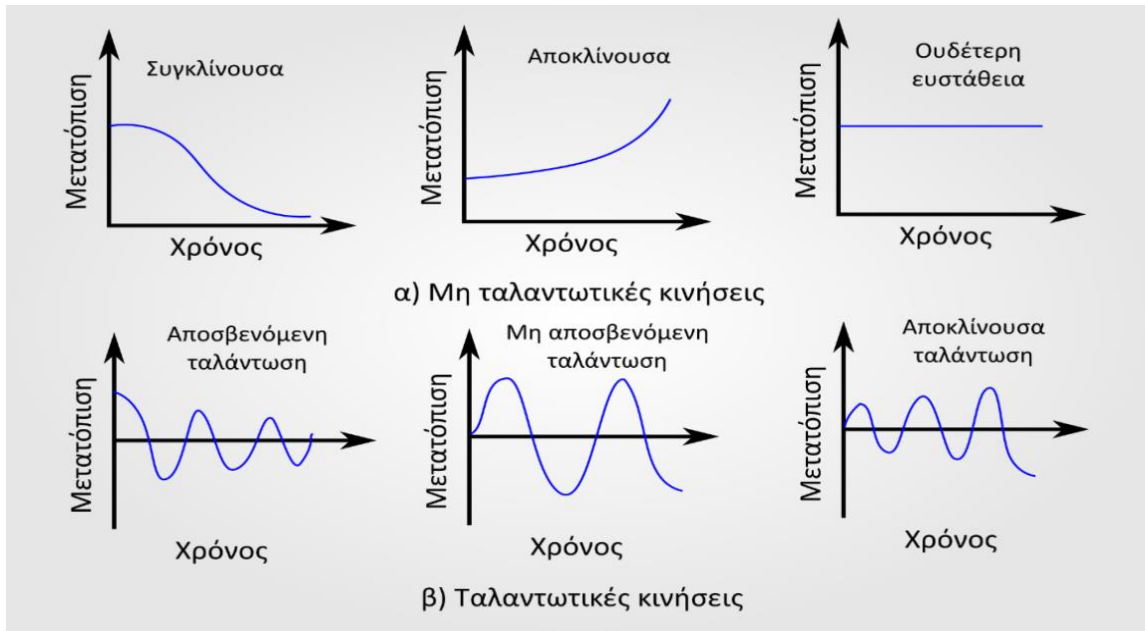 Συγκλίνουσα
Μετατόπιση
Χρόνος
Αποκλίνουσα
Μετατόπιση
Χρόνος
Ουδέτερη
ευστάθεια
Μετατόπιση
Χρόνος
α) Μη ταλαντωτικές κινήσεις
Αποσβενόμενη
ταλάντωση
Μετατόπιση
Χρόνος
Μη αποσβενόμενη
ταλάντωση
Μετατόπιση
Χρόνος
Αποκλίνουσα
ταλάντωση
Μετατόπιση
Χρόνος
β) Ταλαντωτικές κινήσεις